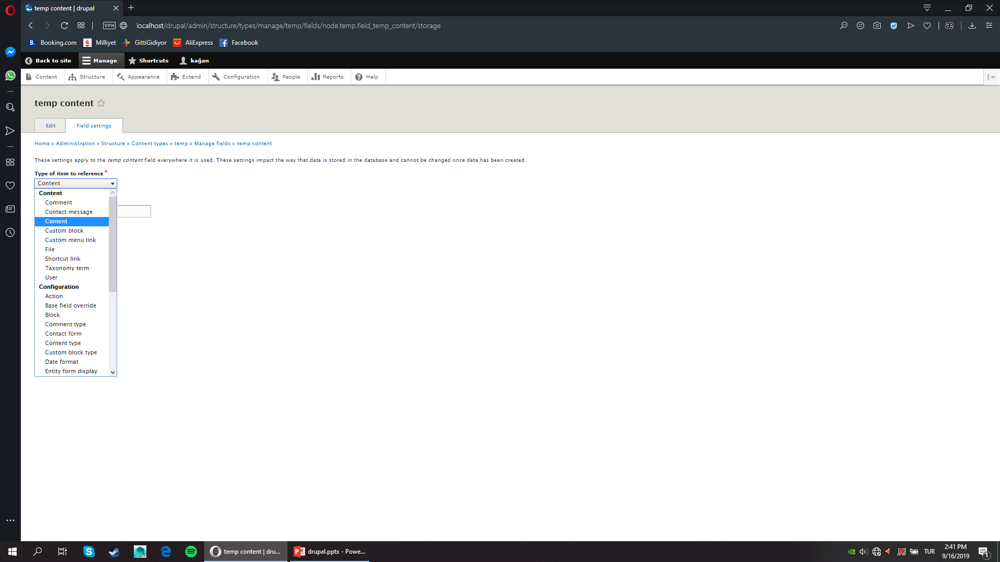 temp content | drupal
VPN
localhost/drupal/admin/structure/types/manage/temp/fields/node.temp.field_temp_content/storage
B. Booking.com Milliyet GittiGidiyor AliExpress Facebook
Back to site Manage Shortcuts kağan
Content Structure Appearance Extend Configuration People Reports Help
temp content
Edit Field settings
Home » Administration » Structure » Content types » temp » Manage fields » temp content
These settings apply to the temp content field everywhere it is used. These settings impact the way that data is stored in the database and cannot be changed once data has been created.
Type of item to reference *
Content
Content
Comment
Contact message
Content
Custom block
Custom menu link
File
Shortcut link
Taxonomy term
User
Configuration
Action
Base field override
Block
Comment type
Contact form
Content type
Custom block type
Date format
Entity form display
temp content | dru... drupal.pptx - Powe... TUR
2:41 PM
9/16/2019
1